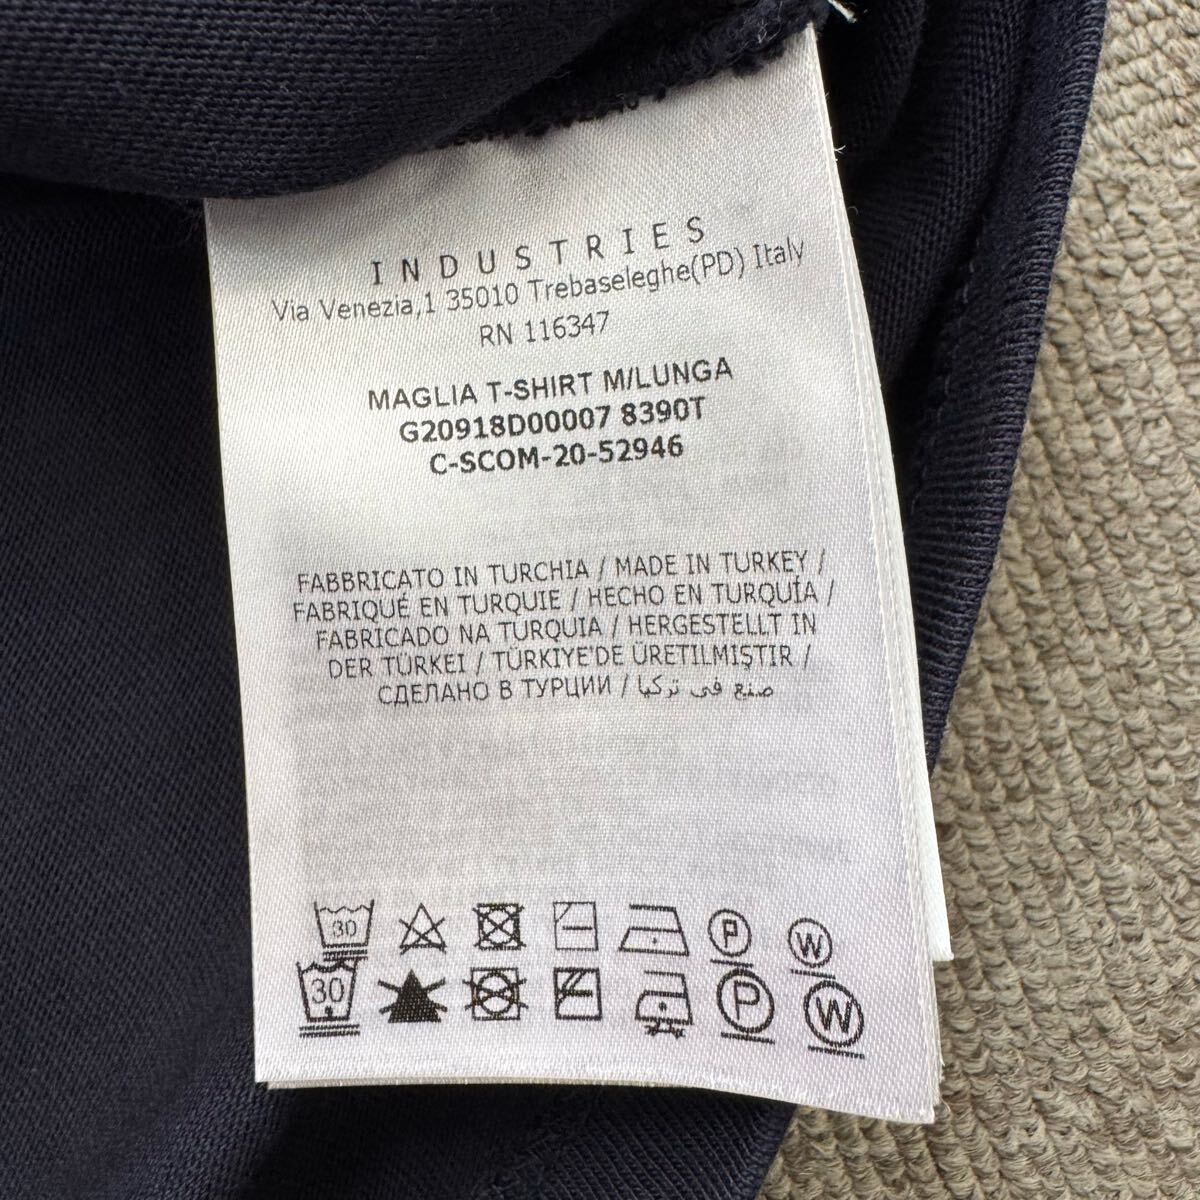 INDUSTRIES
Via Venezia,1 35010 Trebaseleghe(PD) Italy
RN 116347
MAGLIA T-SHIRT M/LUNGA
G20918D00007 8390T
C-SCOM-20-52946
FABBRICATO IN TURCHIA / MADE IN TURKEY /
FABRIQUÉ EN TURQUIE / HECHO EN TURQUÍA /
FABRICADO NA TURQUIA / HERGESTELLT IN
DER TÜRKEI / TÜRKIYE'DE ÜRETILMIŞTIR /
СДЕЛАНО В ТУРЦИИ / صنع في تركيا
30 P W
30 P W